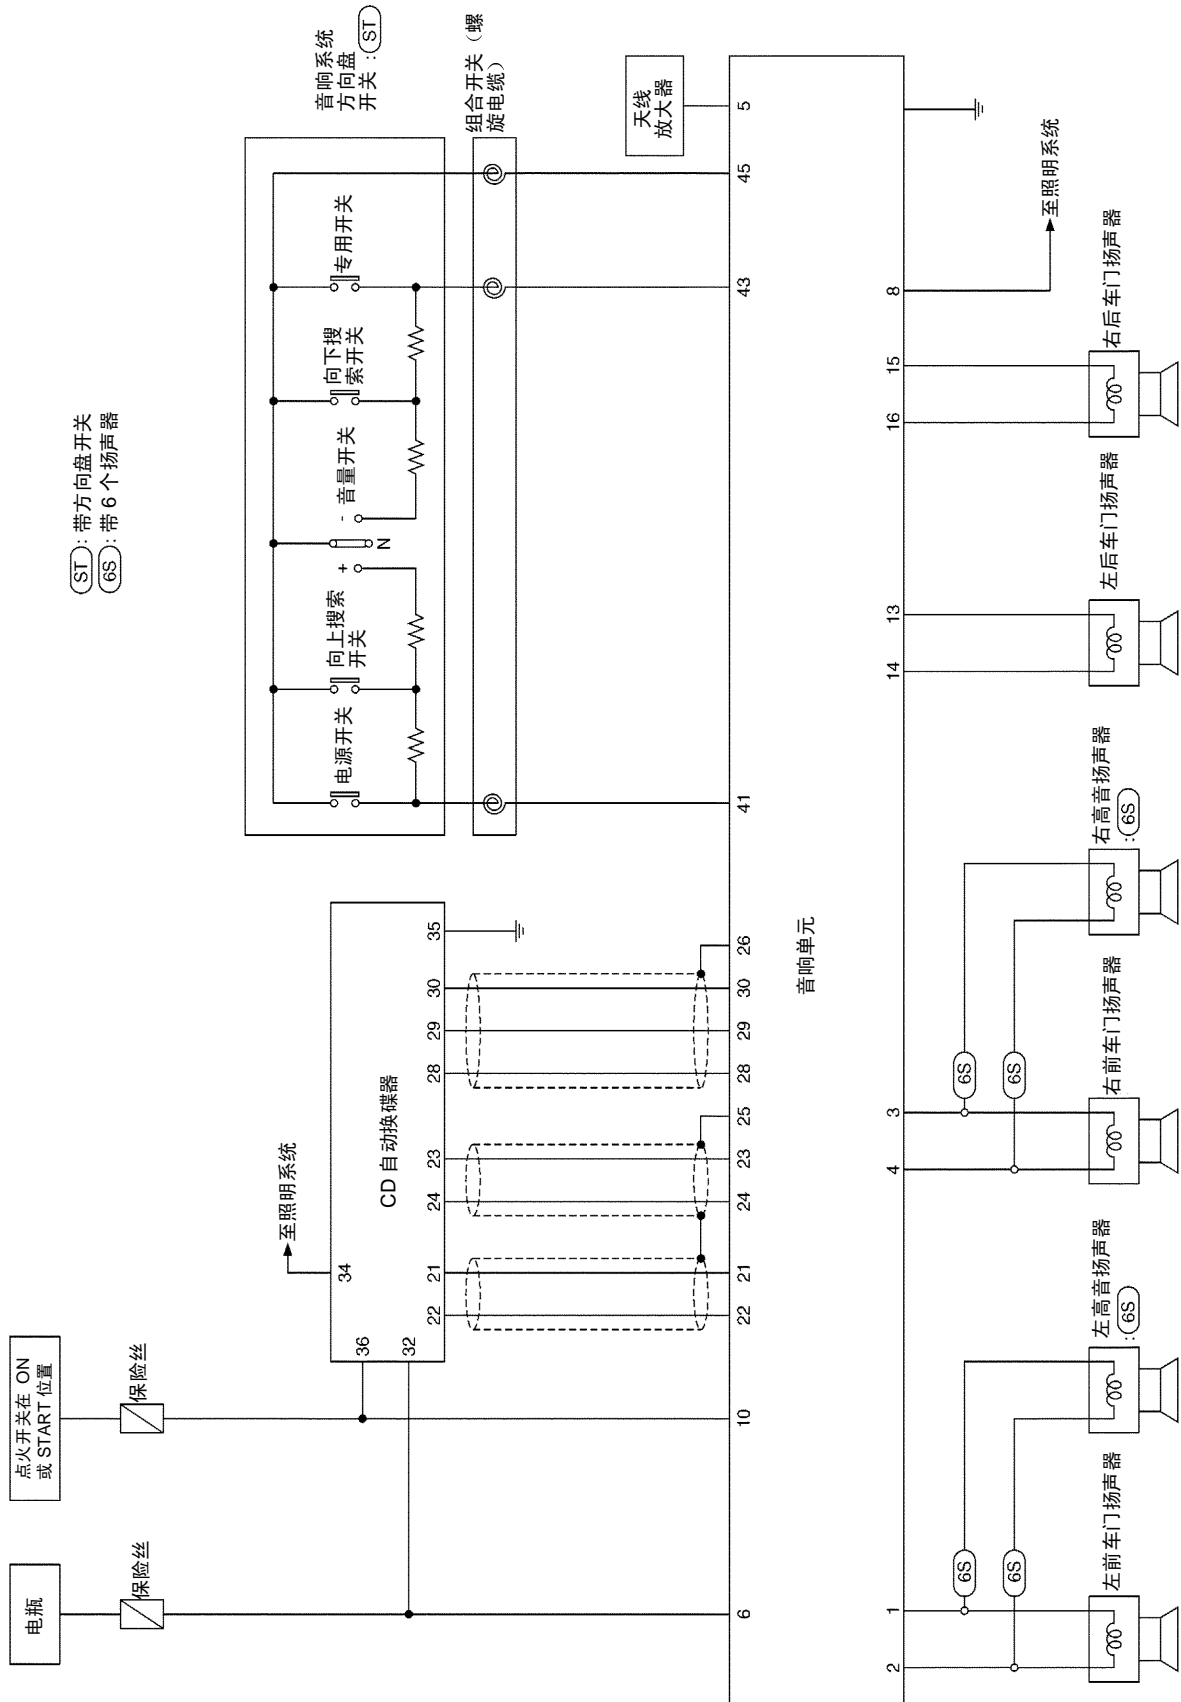 电瓶
保险丝
点火开关在 ON
或 START 位置
保险丝
至照明系统
34
36
32
CD 自动换碟器
22
21
24
23
28
29
30
35
ST : 带方向盘开关
6S : 带 6 个扬声器
音响系统
方向盘
开关 : ST
电源开关
向上搜索
开关
+
N
-
音量开关
向下搜
索开关
专用开关
组合开关（螺
旋电缆）
天线
放大器
6
10
22
21
24
23
25
28
29
30
26
41
43
45
5
音响单元
2
1
4
3
14
13
16
15
8
至照明系统
6S
6S
6S
6S
左前车门扬声器
左高音扬声器
: 6S
右前车门扬声器
右高音扬声器
: 6S
左后车门扬声器
右后车门扬声器